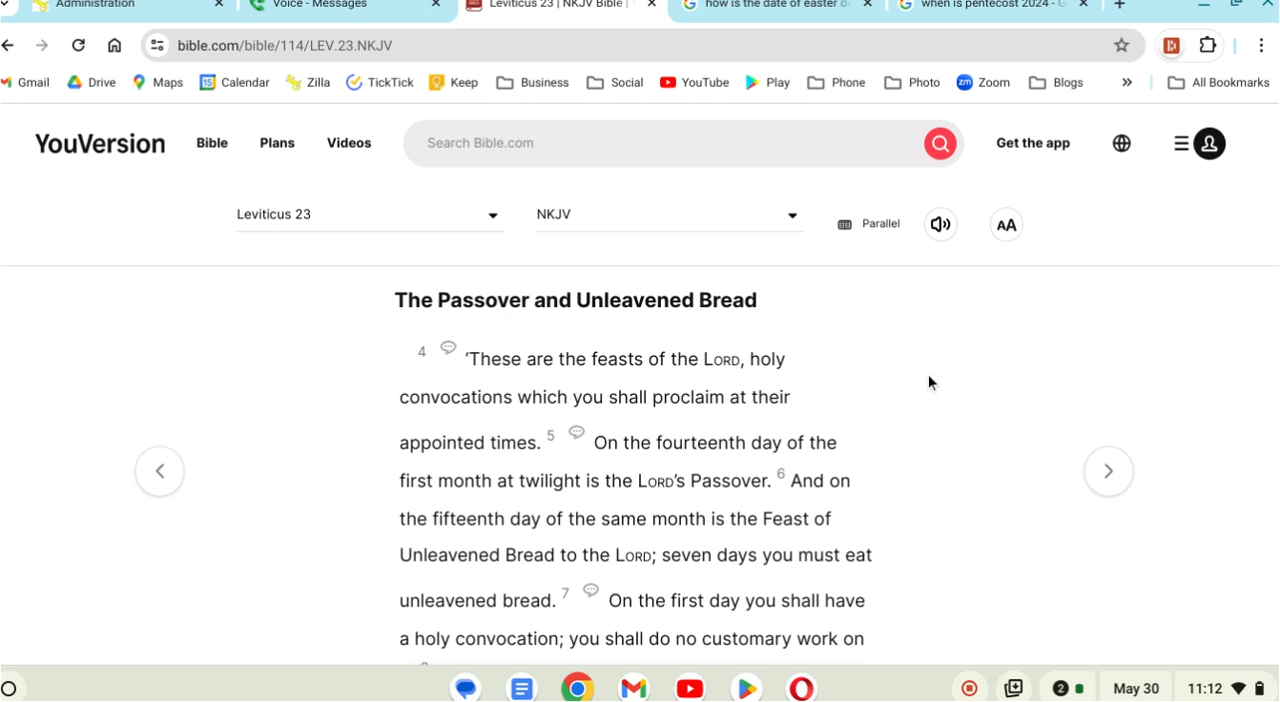 Administration
Voice - Messages
Leviticus 23 | NKJV Bible |
how is the date of easter d
when is pentecost 2024 - G
bible.com/bible/114/LEV.23.NKJV
Gmail Drive Maps Calendar Zilla TickTick Keep Business Social YouTube Play Phone Photo Zoom Blogs » All Bookmarks
YouVersion Bible Plans Videos Search Bible.com Get the app
Leviticus 23 NKJV Parallel AA
The Passover and Unleavened Bread
4 ‘These are the feasts of the LORD, holy
convocations which you shall proclaim at their
appointed times. 5 On the fourteenth day of the
first month at twilight is the LORD’s Passover. 6 And on
the fifteenth day of the same month is the Feast of
Unleavened Bread to the LORD; seven days you must eat
unleavened bread. 7 On the first day you shall have
a holy convocation; you shall do no customary work on
2 May 30 11:12